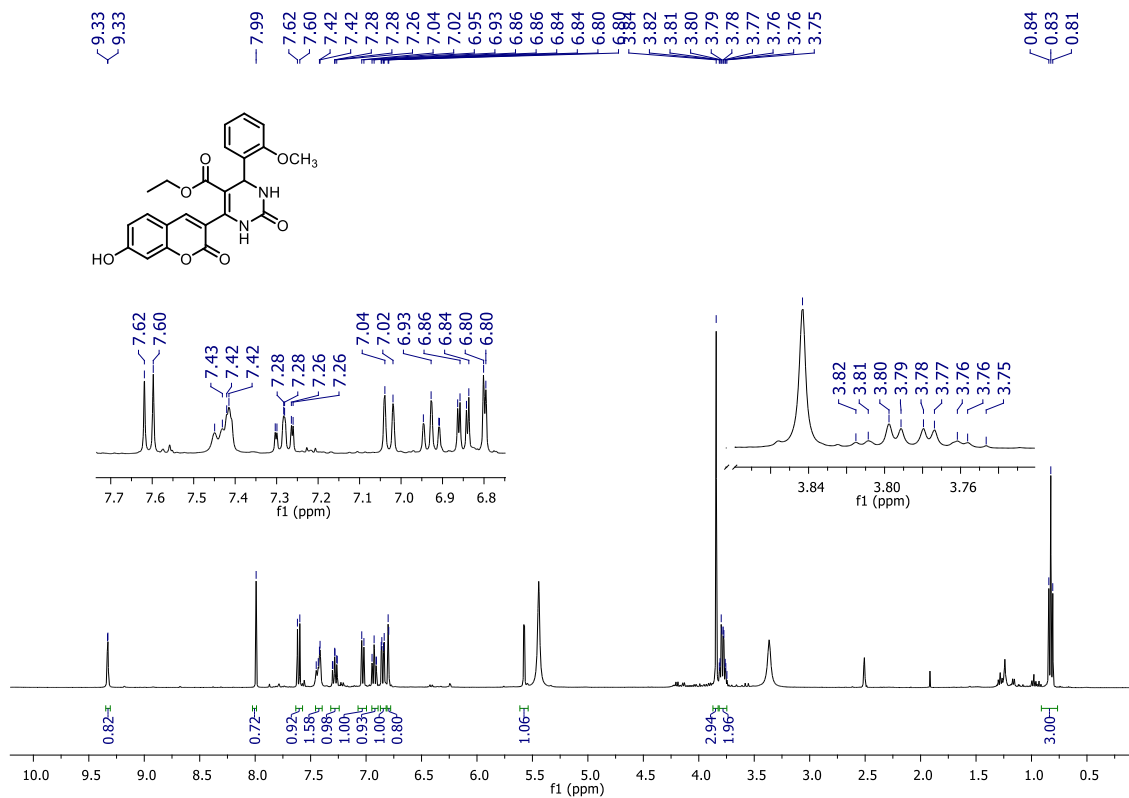 9.33 9.33 7.99 7.62 7.60 7.42 7.42 7.28 7.28 7.26 7.04 7.02 6.95 6.93 6.86 6.86 6.84 6.84 6.80 6.80 3.84 3.82 3.81 3.80 3.79 3.78 3.77 3.76 3.76 3.75 0.84 0.83 0.81
OCH3
O
O
NH
N
H
O
HO
O
O
7.62 7.60 7.43 7.42 7.42 7.28 7.28 7.26 7.26 7.04 7.02 6.93 6.86 6.84 6.80 6.80
7.7 7.6 7.5 7.4 7.3 7.2 7.1 7.0 6.9 6.8
f1 (ppm)
3.82 3.81 3.80 3.79 3.78 3.77 3.76 3.76 3.75
3.84 3.80 3.76
f1 (ppm)
0.82 0.72 0.92 1.58 0.98 1.00 0.93 1.00 0.80 1.06 2.94 1.96 3.00
10.0 9.5 9.0 8.5 8.0 7.5 7.0 6.5 6.0 5.5 5.0 4.5 4.0 3.5 3.0 2.5 2.0 1.5 1.0 0.5
f1 (ppm)